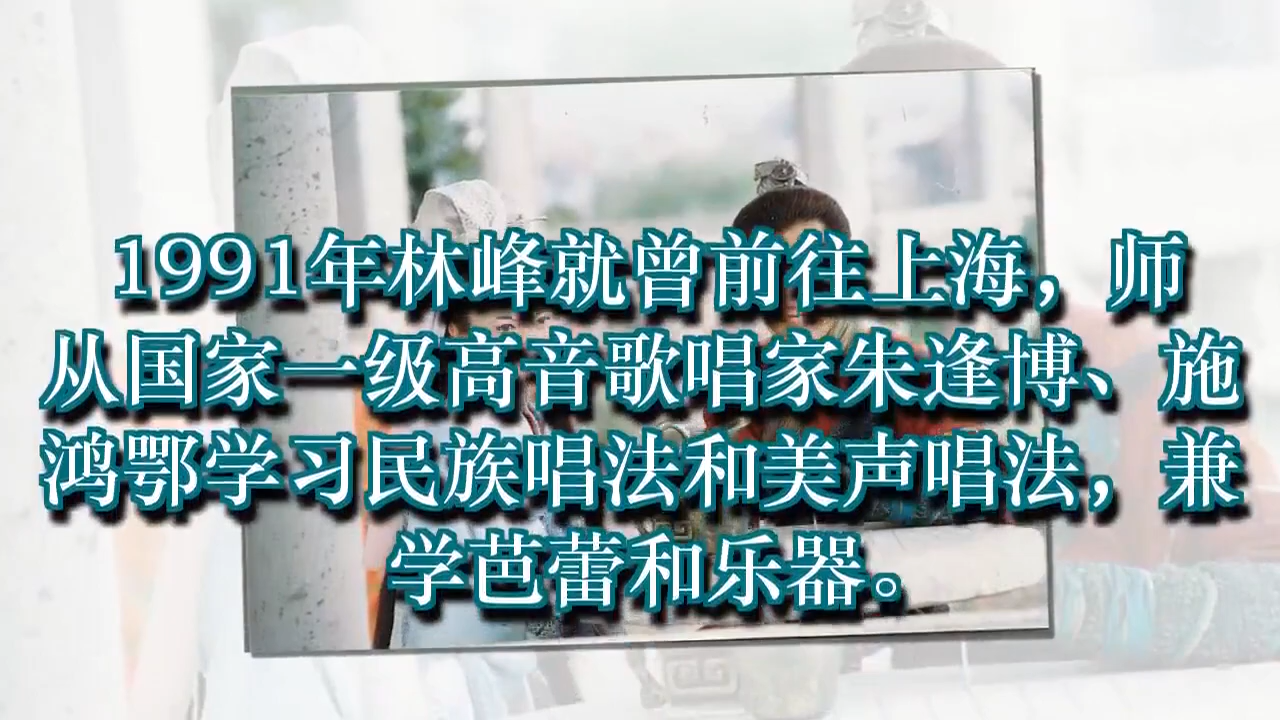 1991年林峰就曾前往上海，师
从国家一级高音歌唱家朱逢博、施
鸿鄂学习民族唱法和美声唱法，兼
学芭蕾和乐器。